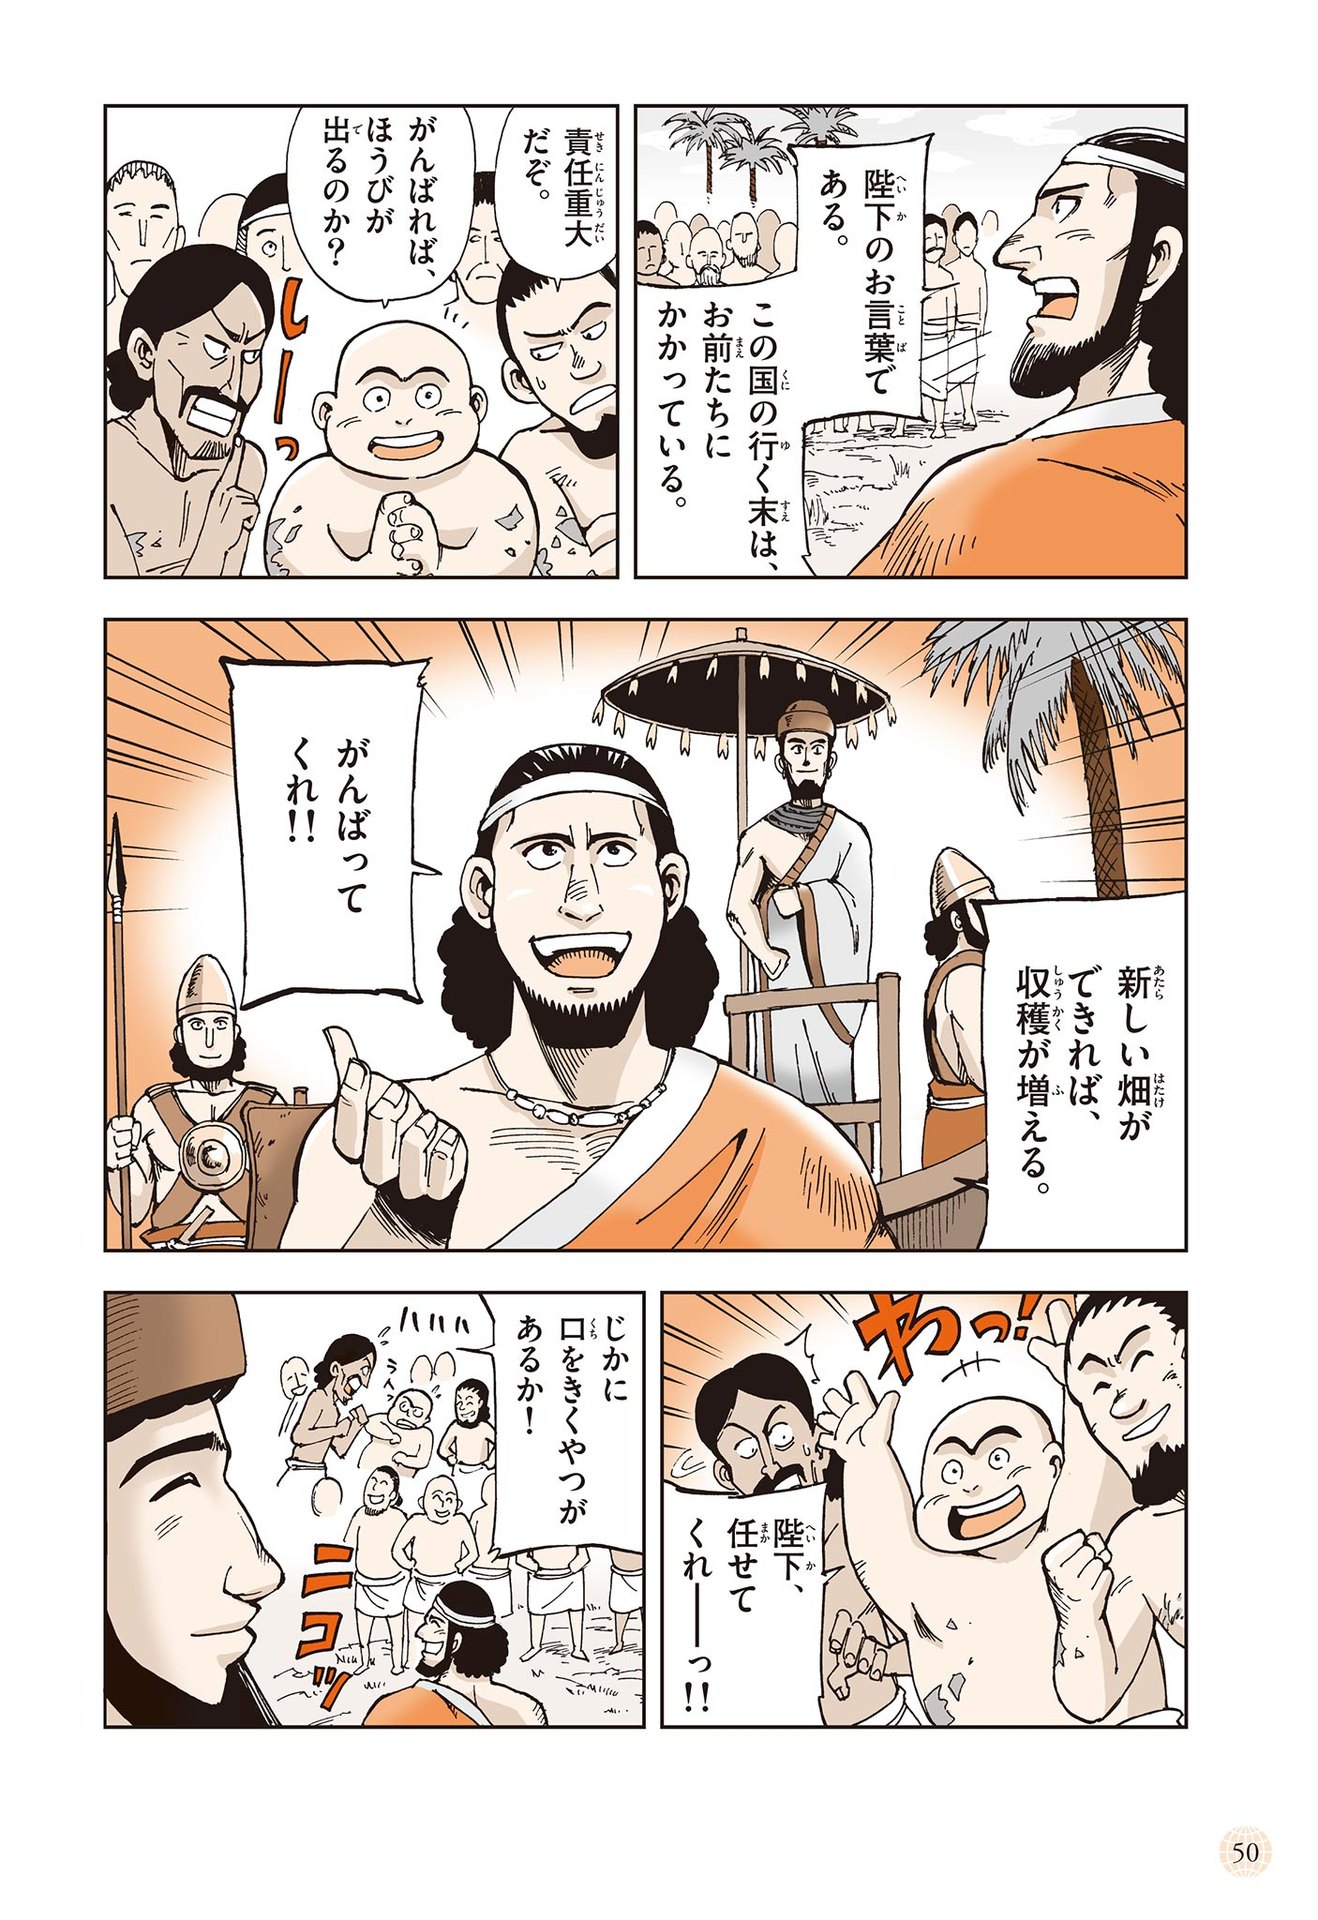 陛下のお言葉で
ある。
この国の行く末は、
お前たちに
かかっている。
責任重大
だぞ。
がんばれば、
ほうびが
出るのか？
しーっ
新しい畑が
できれば、
収穫が増える。
がんばって
くれ!!
わっ!
陛下、
任せて
くれーーっ!!
じかに
口をきくやつが
あるか！
ハハハ
ニコッ
50